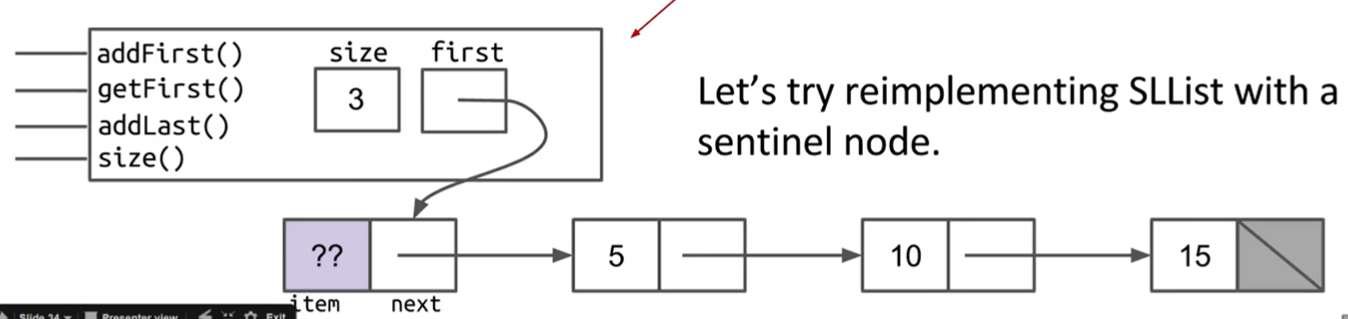 addFirst()
getFirst()
addLast()
size()
size
first
3
Let's try reimplementing SLList with a
sentinel node.
??
5
10
15
item
next
Slide 34
Presenter view
Exit